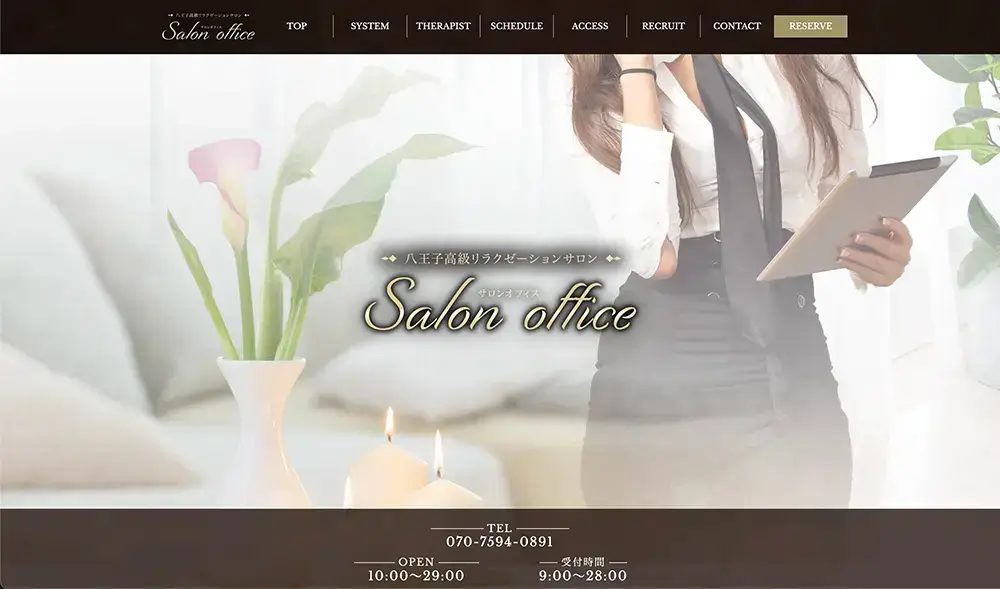 八王子高級リラクゼーションサロン
サロンオフィス
Salon office
TOP
SYSTEM
THERAPIST
SCHEDULE
ACCESS
RECRUIT
CONTACT
RESERVE
八王子高級リラクゼーションサロン
サロンオフィス
Salon office
TEL
070-7594-0891
OPEN
10:00〜29:00
受付時間
9:00〜28:00